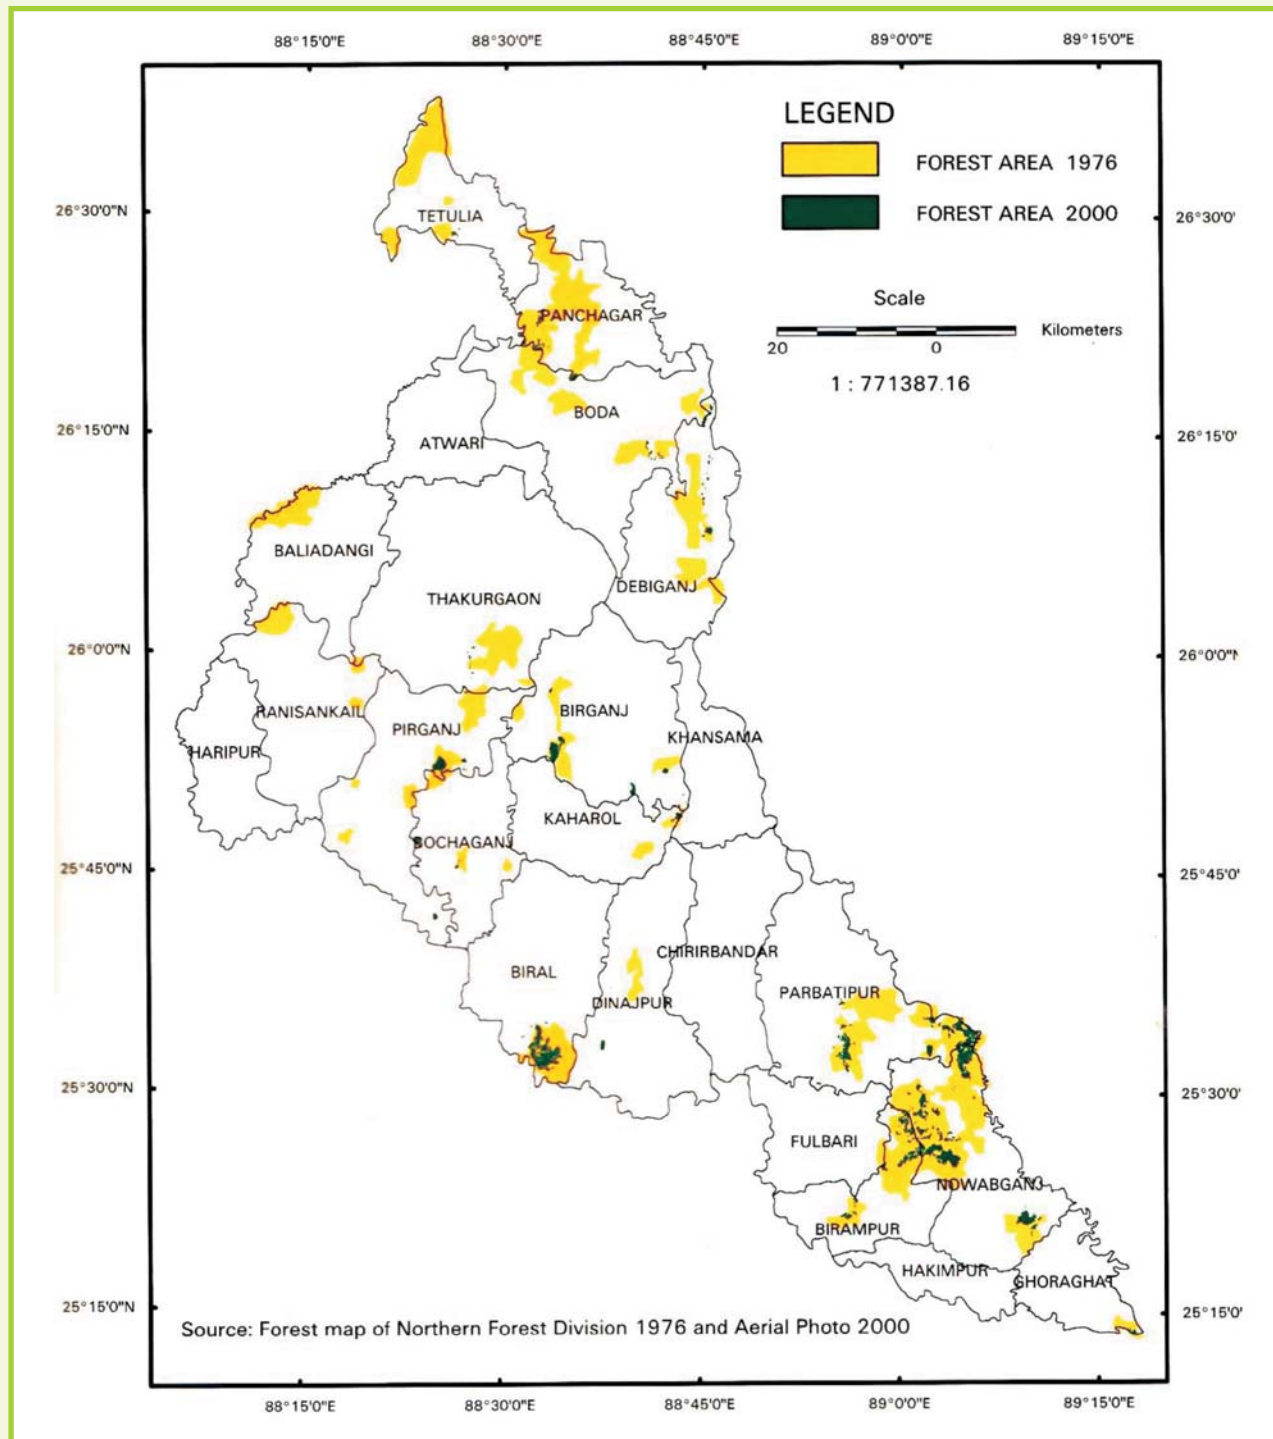 88°15'0"E 88°30'0"E 88°45'0"E 89°0'0"E 89°15'0"E
LEGEND
FOREST AREA 1976
FOREST AREA 2000
26°30'0"N
26°30'0'
TETULIA
Scale
Kilometers
20 0
1 : 771387.16
PANCHAGAR
BODA
26°15'0"N
ATWARI
26°15'0'
BALIADANGI
THAKURGAON
DEBIGANJ
26°0'0"N
26°0'0"N
RANISANKAIL
PIRGANJ
BIRGANJ
HARIPUR
KHANSAMA
KAHAROL
BOCHAGANJ
25°45'0"N
25°45'0'
BIRAL
CHIRIRBANDAR
DINAJPUR
PARBATIPUR
25°30'0"N
25°30'0'
FULBARI
NOWABGANJ
BIRAMPUR
HAKIMPUR
GHORAGHAT
25°15'0"N
25°15'0'
Source: Forest map of Northern Forest Division 1976 and Aerial Photo 2000
88°15'0"E 88°30'0"E 88°45'0"E 89°0'0"E 89°15'0"E